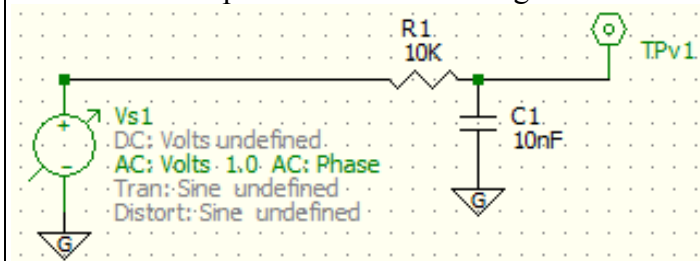 R1
10K
TPv1
+
Vs1
DC: Volts undefined
AC: Volts 1.0 AC: Phase
Tran: Sine undefined
Distort: Sine undefined
-
C1
10nF
G
G